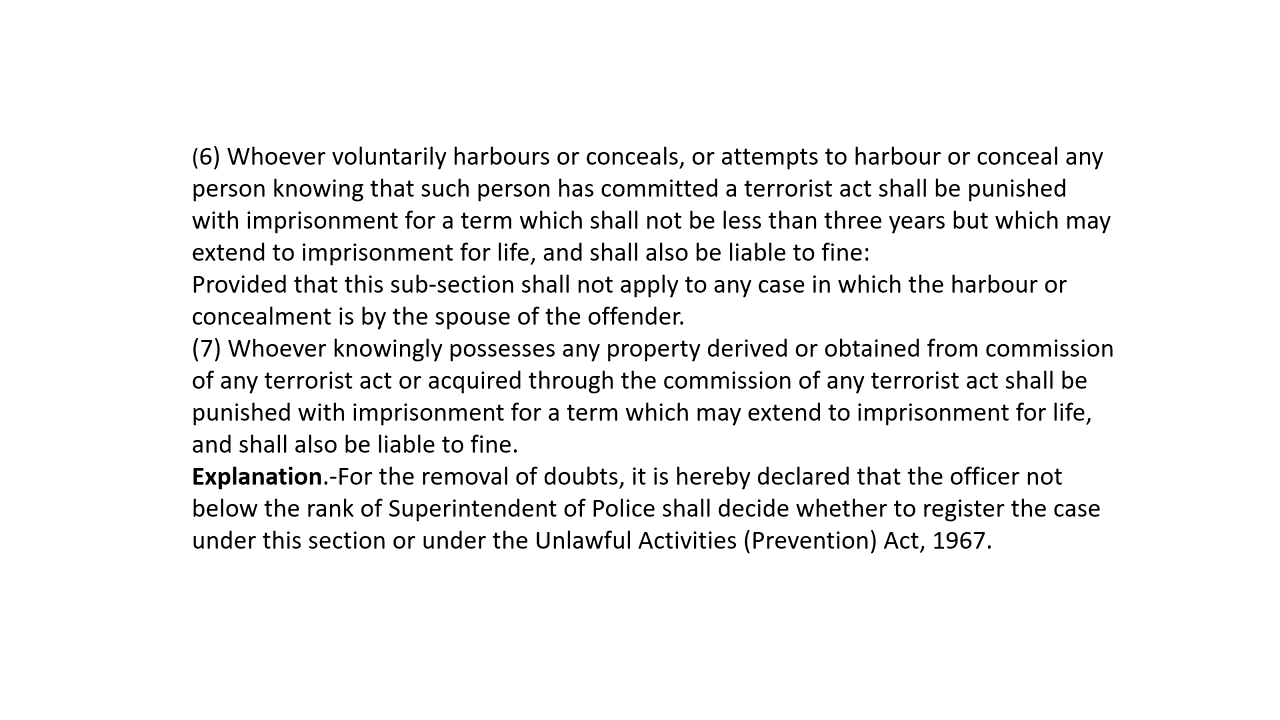 (6) Whoever voluntarily harbours or conceals, or attempts to harbour or conceal any
person knowing that such person has committed a terrorist act shall be punished
with imprisonment for a term which shall not be less than three years but which may
extend to imprisonment for life, and shall also be liable to fine:
Provided that this sub-section shall not apply to any case in which the harbour or
concealment is by the spouse of the offender.
(7) Whoever knowingly possesses any property derived or obtained from commission
of any terrorist act or acquired through the commission of any terrorist act shall be
punished with imprisonment for a term which may extend to imprisonment for life,
and shall also be liable to fine.
Explanation.-For the removal of doubts, it is hereby declared that the officer not
below the rank of Superintendent of Police shall decide whether to register the case
under this section or under the Unlawful Activities (Prevention) Act, 1967.